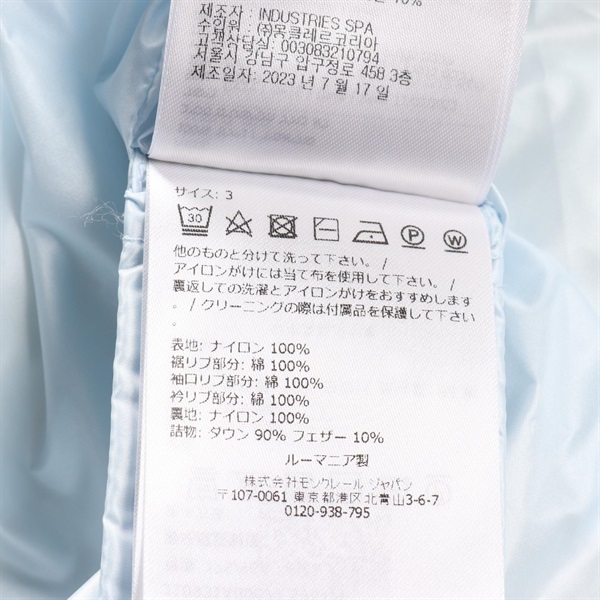 10%
제조자 : INDUSTRIES SPA
수입원 : ㈜몽클레르코리아
고객상담실: 003083210794
서울시 강남구 압구정로 458 3층
제조일자: 2023 년 7 월 17 일
サイズ: 3
30
P
W
他のものと分けて洗って下さい。 /
アイロンがけには当て布を使用して下さい。 /
裏返しての洗濯とアイロンがけをおすすめします
。 / クリーニングの際は付属品を保護して下さい
。
表地: ナイロン 100%
裾リブ部分: 綿 100%
袖口リブ部分: 綿 100%
衿リブ部分: 綿 100%
裏地: ナイロン 100%
詰物: ダウン 90% フェザー 10%
ルーマニア製
株式会社モンクレール ジャパン
〒107-0061 東京都港区北青山3-6-7
0120-938-795